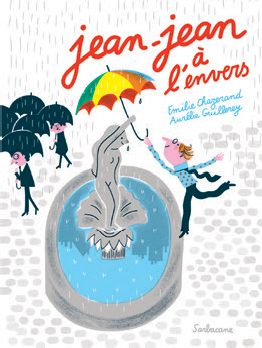 jean-jean
à
l'envers
Emilie Chazerand
Aurélie Guillerey
Sarbacane